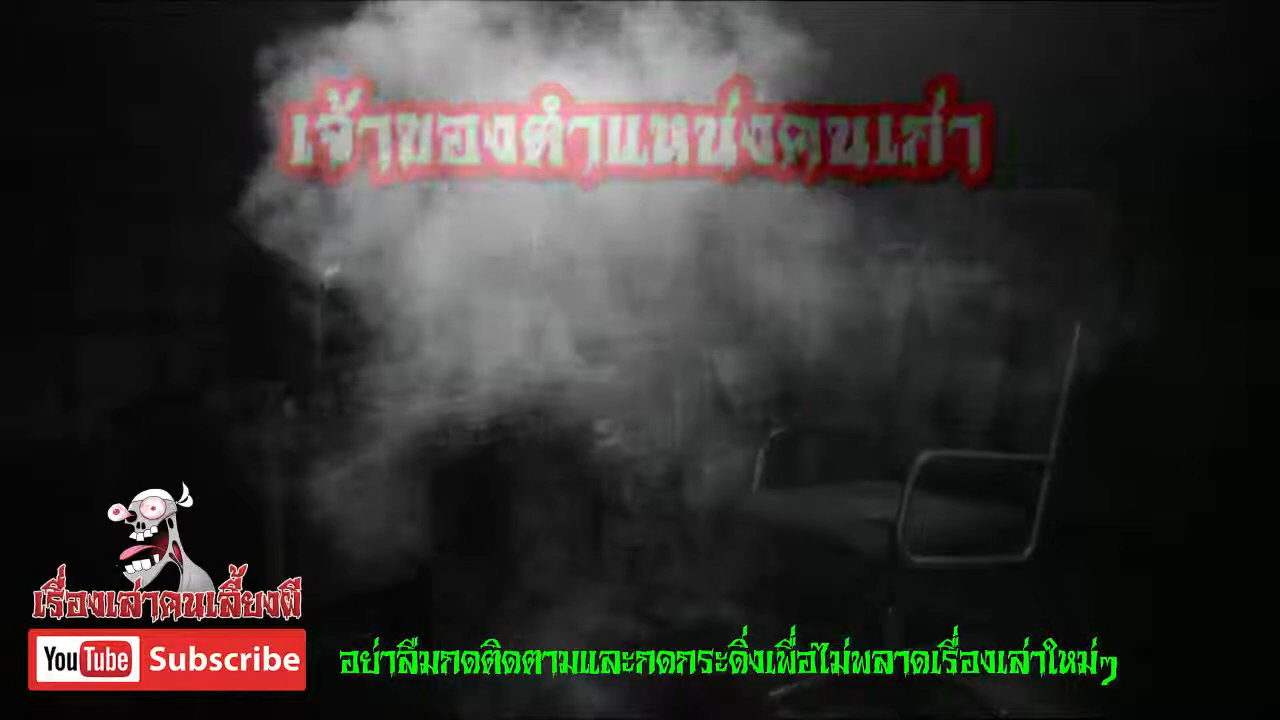 เจ้าของตำแหน่งคนเก่า
เรื่องเล่าคนเลี้ยงผี
YouTube Subscribe
อย่าลืมกดติดตามและกดกระดิ่งเพื่อไม่พลาดเรื่องเล่าใหม่ๆ